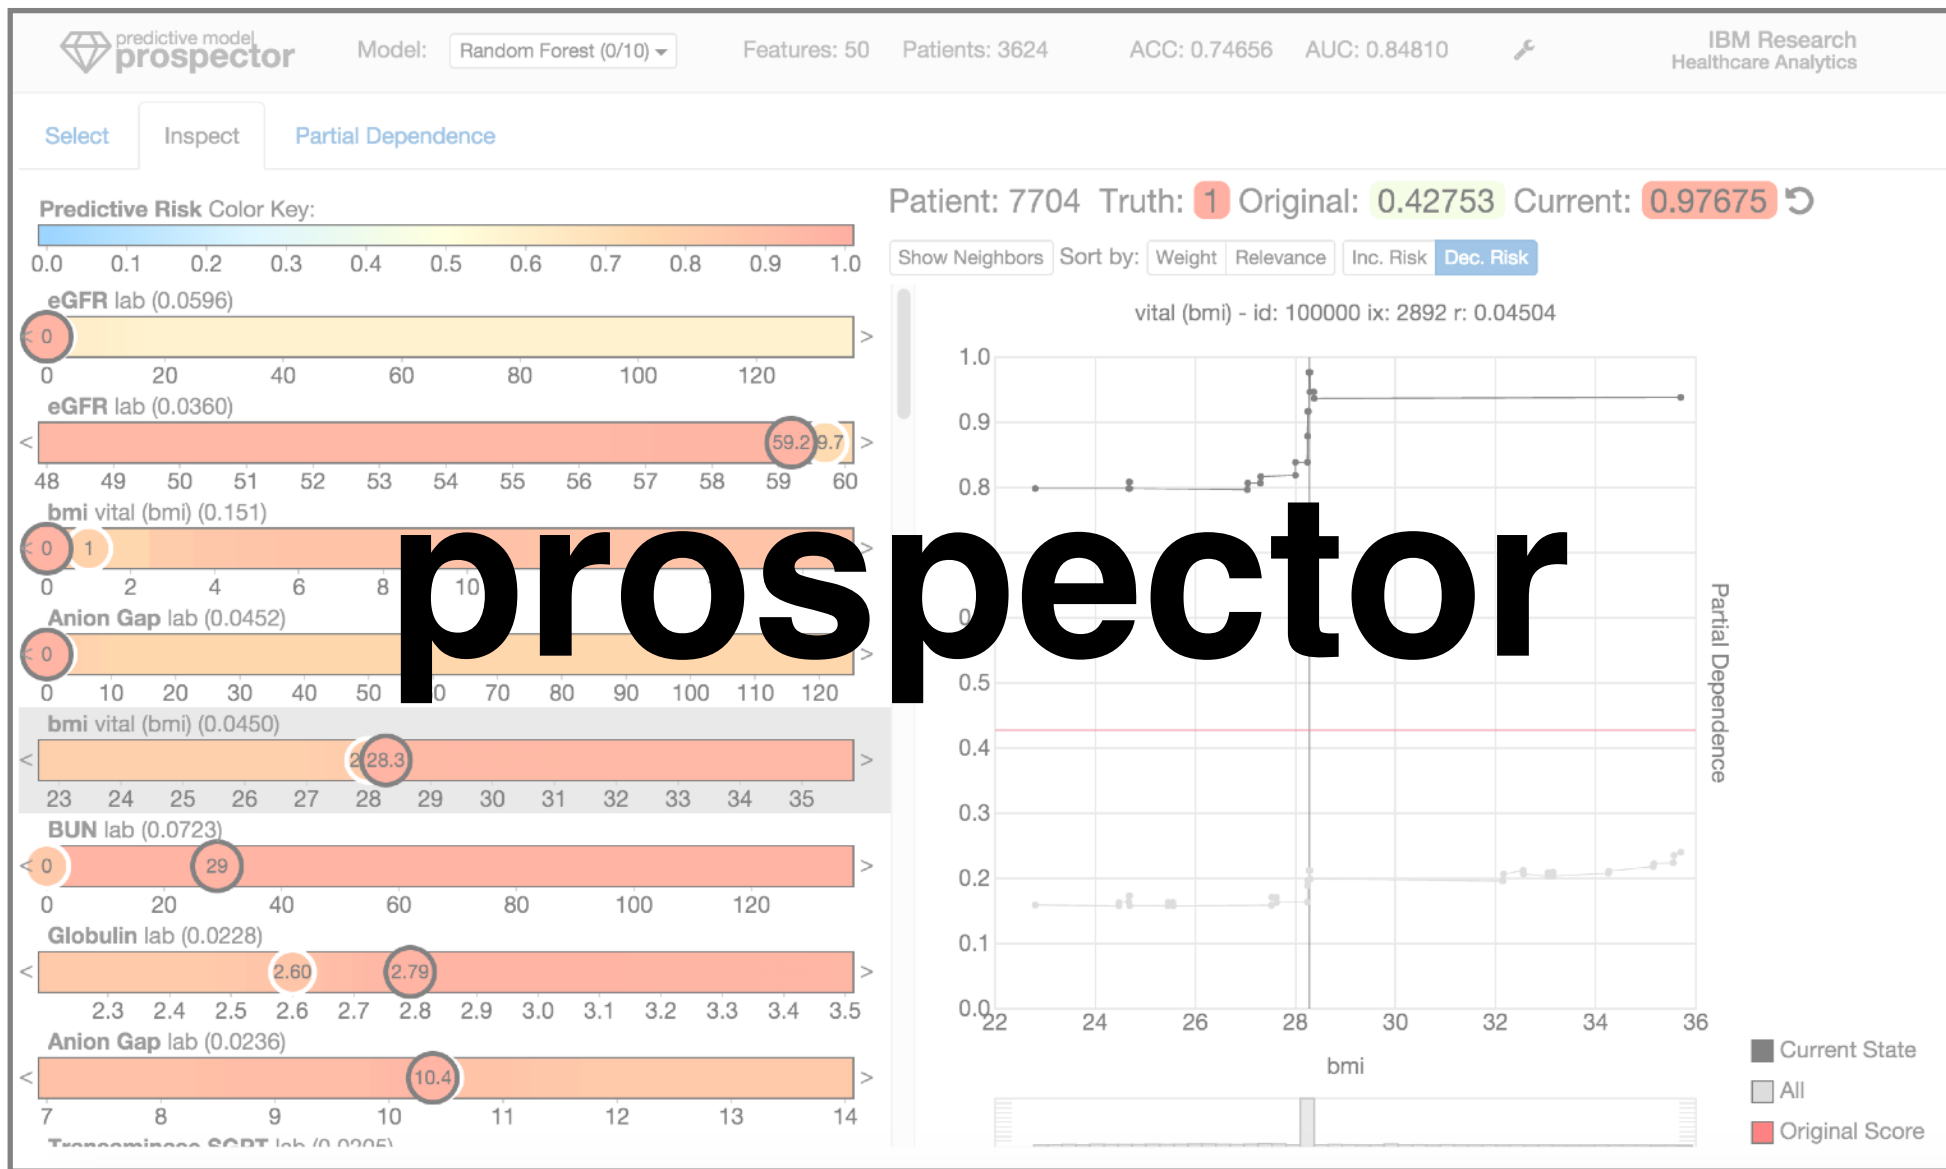 predictive model
prospector
Model: Random Forest (0/10) Features: 50 Patients: 3624 ACC: 0.74656 AUC: 0.84810
IBM Research
Healthcare Analytics
Select Inspect Partial Dependence
Predictive Risk Color Key:
0.0 0.1 0.2 0.3 0.4 0.5 0.6 0.7 0.8 0.9 1.0
eGFR lab (0.0596)
< 0 >
0 20 40 60 80 100 120
eGFR lab (0.0360)
< 59.2 9.7 >
48 49 50 51 52 53 54 55 56 57 58 59 60
bmi vital (bmi) (0.151)
< 0 1 >
0 2 4 6 8 10
Anion Gap lab (0.0452)
< 0 >
0 10 20 30 40 50 70 80 90 100 110 120
bmi vital (bmi) (0.0450)
< 2 28.3 >
23 24 25 26 27 28 29 30 31 32 33 34 35
BUN lab (0.0723)
< 0 29 >
0 20 40 60 80 100 120
Globulin lab (0.0228)
< 2.60 2.79 >
2.3 2.4 2.5 2.6 2.7 2.8 2.9 3.0 3.1 3.2 3.3 3.4 3.5
Anion Gap lab (0.0236)
< 10.4 >
7 8 9 10 11 12 13 14
Transaminase SGPT lab (0.0205)
Patient: 7704 Truth: 1 Original: 0.42753 Current: 0.97675
Show Neighbors Sort by: Weight Relevance Inc. Risk Dec. Risk
vital (bmi) - id: 100000 ix: 2892 r: 0.04504
1.0
0.9
0.8
0.5
0.4
0.3
0.2
0.1
0.0
22 24 26 28 30 32 34 36
bmi
Partial Dependence
Current State
All
Original Score
prospector